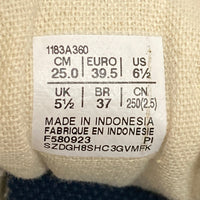 1183A360
CM EURO US
25.0 39.5 6½
UK BR CN
5½ 37 250(2.5)
MADE IN INDONESIA
FABRIQUE EN INDONESIE
F580923 PI
SZDGH8SHC3GVMFK